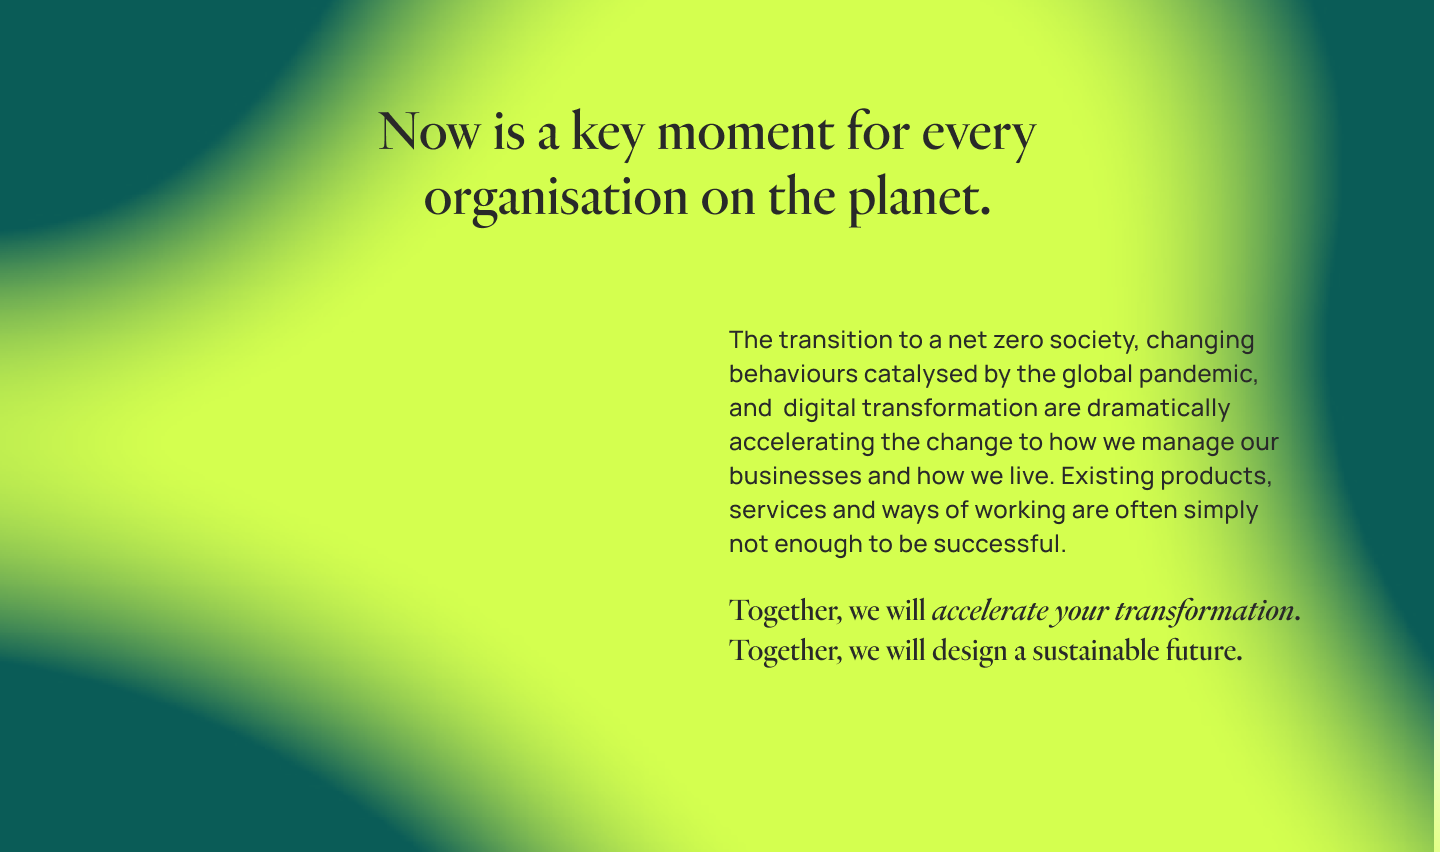 Now is a key moment for every
organisation on the planet.
The transition to a net zero society, changing
behaviours catalysed by the global pandemic,
and  digital transformation are dramatically
accelerating the change to how we manage our
businesses and how we live. Existing products,
services and ways of working are often simply
not enough to be successful.
Together, we will accelerate your transformation.
Together, we will design a sustainable future.